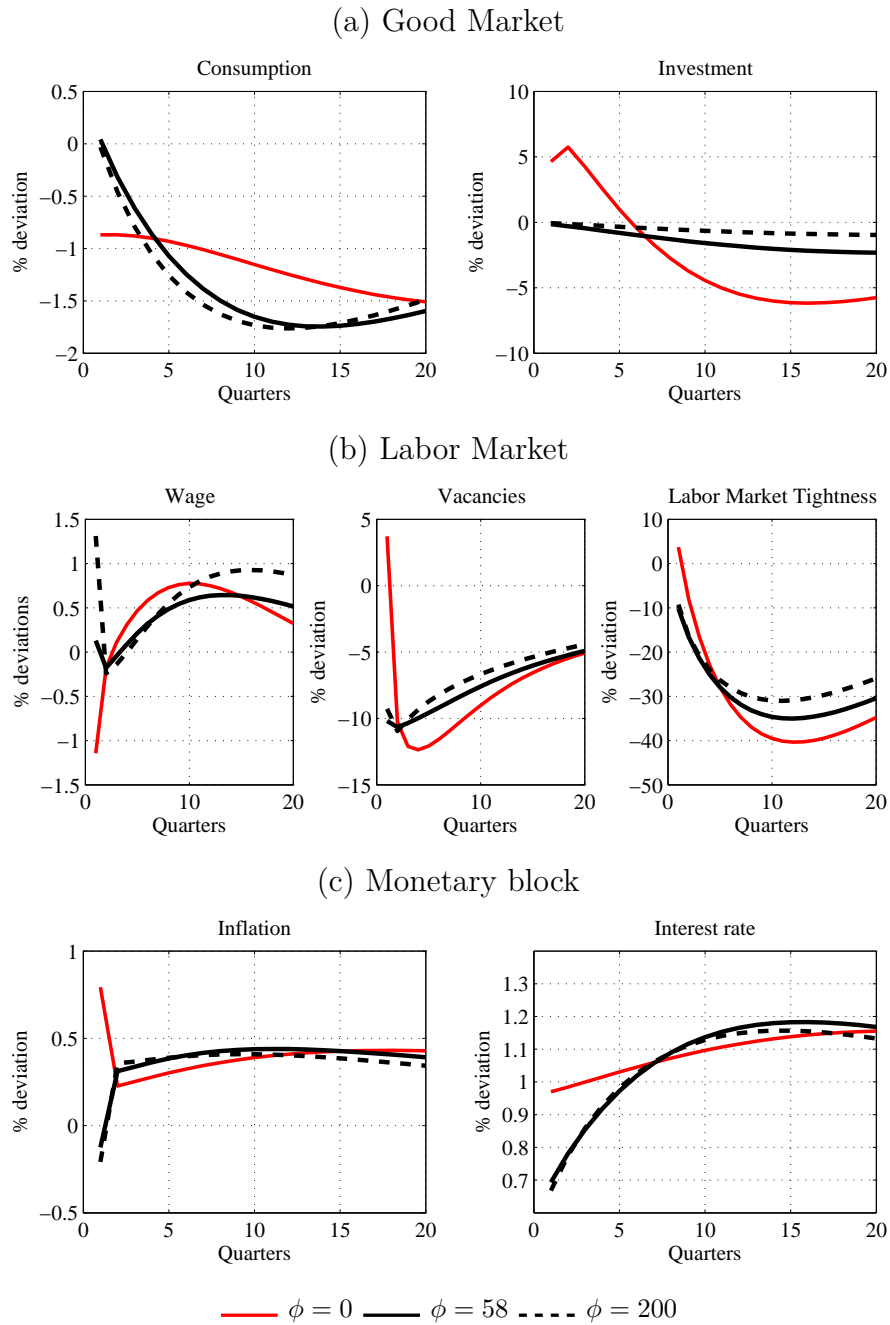 (a) Good Market
Consumption
Investment
% deviation
0.5
0
−0.5
−1
−1.5
−2
0 5 10 15 20
Quarters
% deviation
10
5
0
−5
−10
0 5 10 15 20
Quarters
(b) Labor Market
Wage
Vacancies
Labor Market Tightness
% deviations
1.5
1
0.5
0
−0.5
−1
−1.5
0 10 20
Quarters
% deviation
5
0
−5
−10
−15
0 10 20
Quarters
% deviation
10
0
−10
−20
−30
−40
−50
0 10 20
Quarters
(c) Monetary block
Inflation
Interest rate
% deviation
1
0.5
0
−0.5
0 5 10 15 20
Quarters
% deviation
1.3
1.2
1.1
1
0.9
0.8
0.7
0 5 10 15 20
Quarters
ϕ = 0 ϕ = 58 ϕ = 200